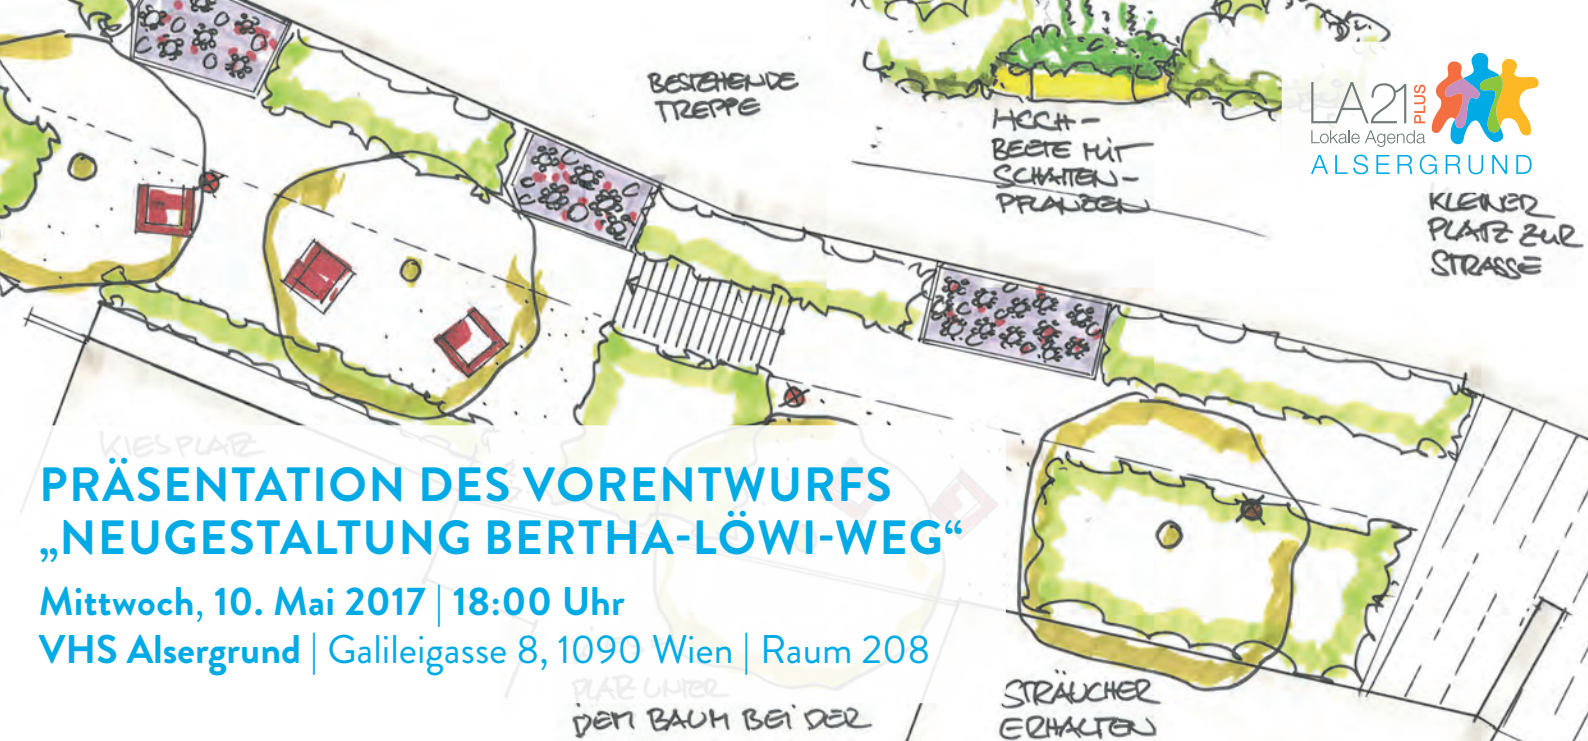 BESTEHENDE
TREPPE
HOCH-
BEETE MIT
SCHATTEN-
PFLANZEN
LA21 PLUS
Lokale Agenda
ALSERGRUND
KLEINER
PLATZ ZUR
STRASSE
KIESPLATZ
PRÄSENTATION DES VORENTWURFS
„NEUGESTALTUNG BERTHA-LÖWI-WEG“
Mittwoch, 10. Mai 2017 | 18:00 Uhr
VHS Alsergrund | Galileigasse 8, 1090 Wien | Raum 208
PLATZ UNTER
DEM BAUM BEI DER
STRÄUCHER
ERHALTEN